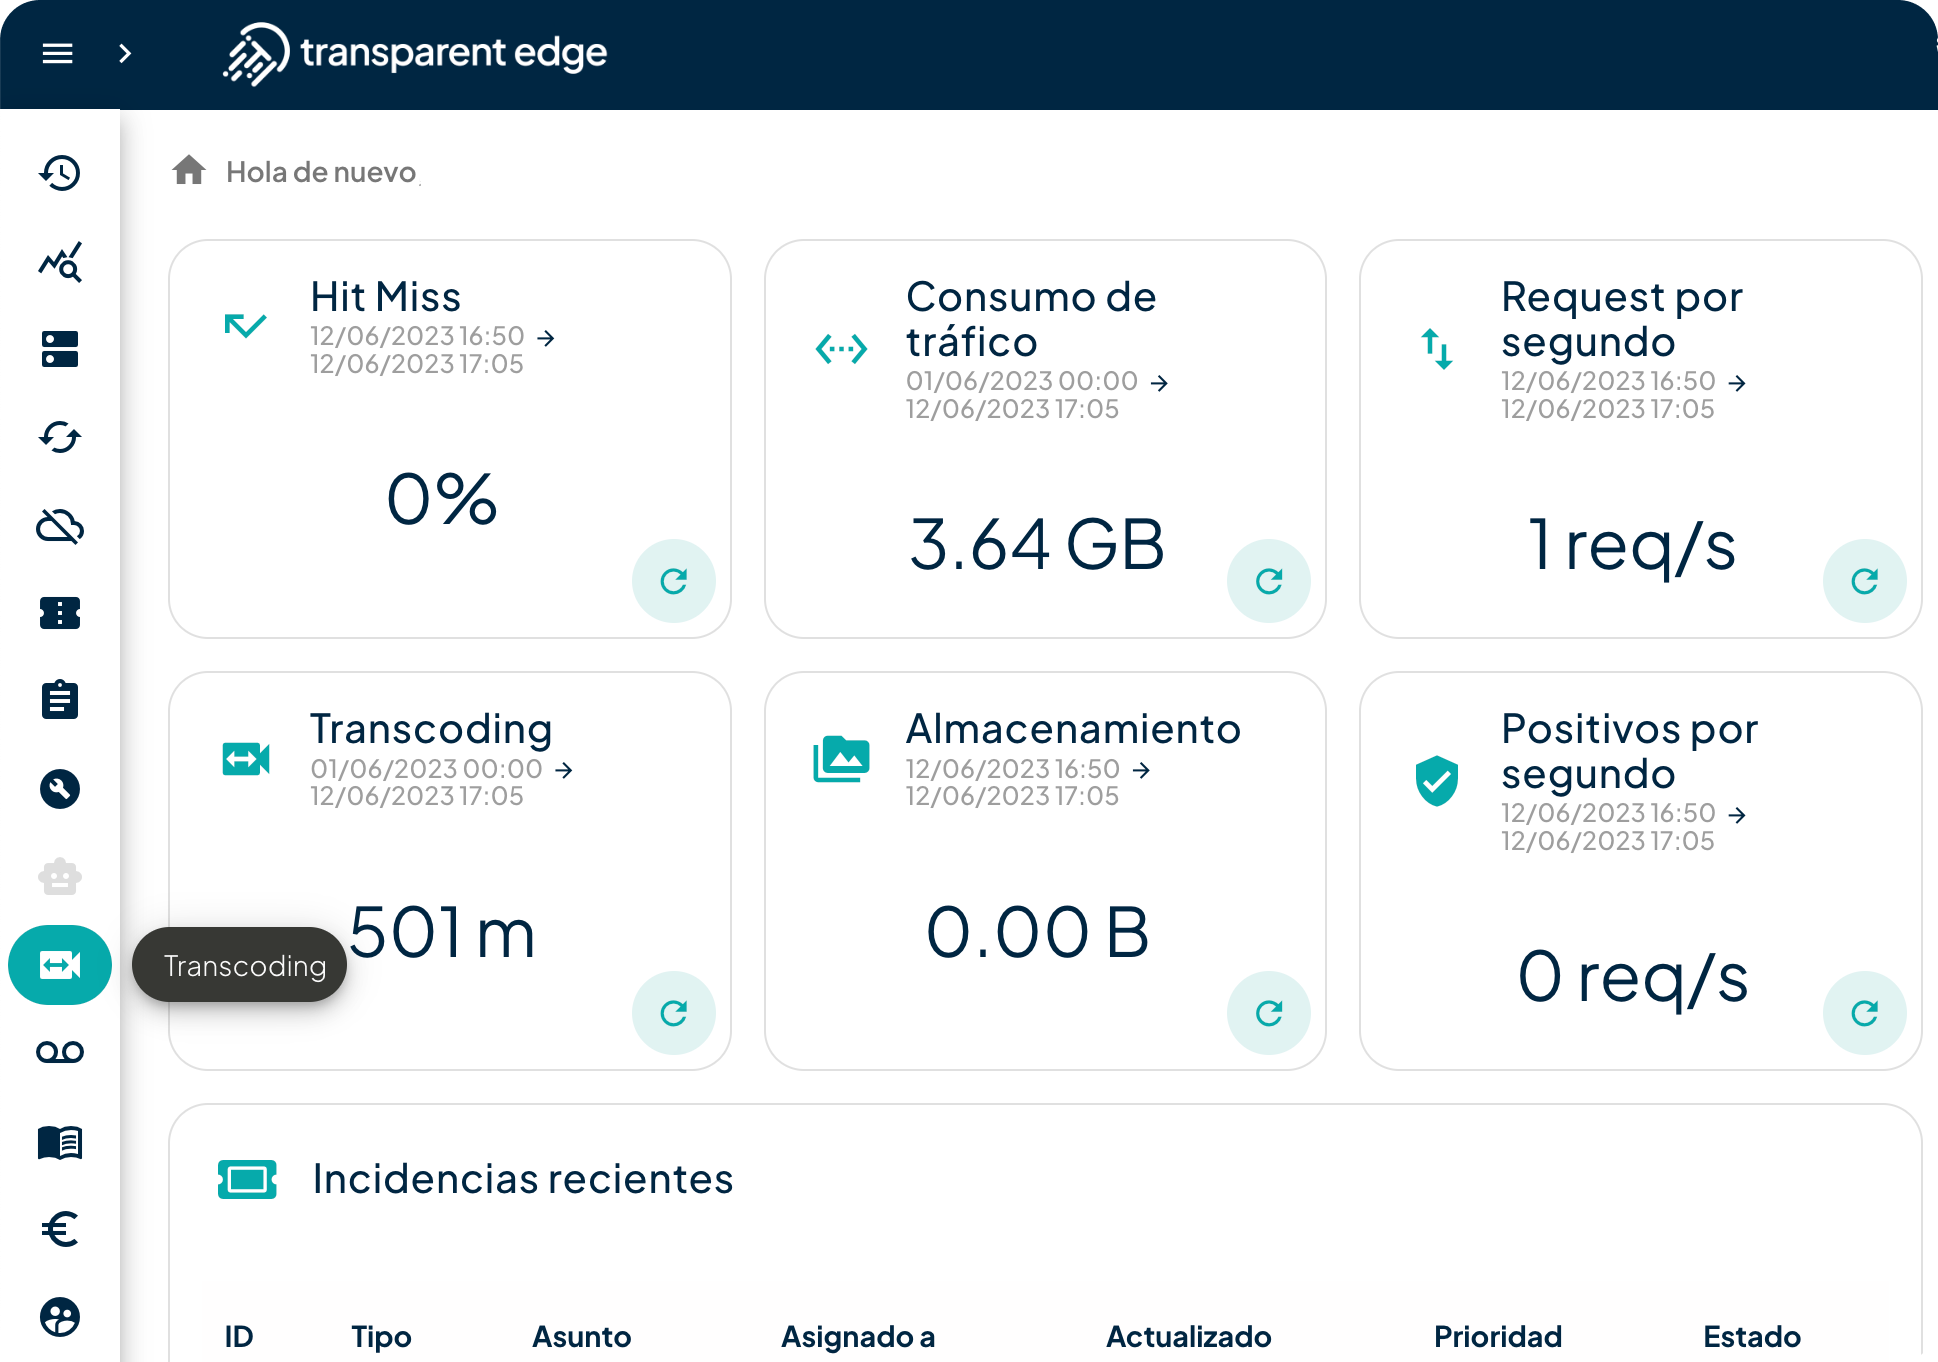 transparent edge
Hola de nuevo
Hit Miss
12/06/2023 16:50 →
12/06/2023 17:05
0%
Consumo de
tráfico
01/06/2023 00:00 →
12/06/2023 17:05
3.64 GB
Request por
segundo
12/06/2023 16:50 →
12/06/2023 17:05
1 req/s
Transcoding
01/06/2023 00:00 →
12/06/2023 17:05
501 m
Transcoding
Almacenamiento
12/06/2023 16:50 →
12/06/2023 17:05
0.00 B
Positivos por
segundo
12/06/2023 16:50 →
12/06/2023 17:05
0 req/s
Incidencias recientes
ID Tipo Asunto Asignado a Actualizado Prioridad Estado